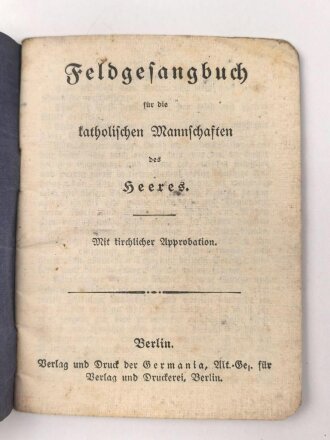 Feldgesangbuch
für die
katholischen Mannschaften
des
Heeres.
Mit kirchlicher Approbation.
Berlin.
Verlag und Druck der Germania, Akt.-Ges. für
Verlag und Druckerei, Berlin.